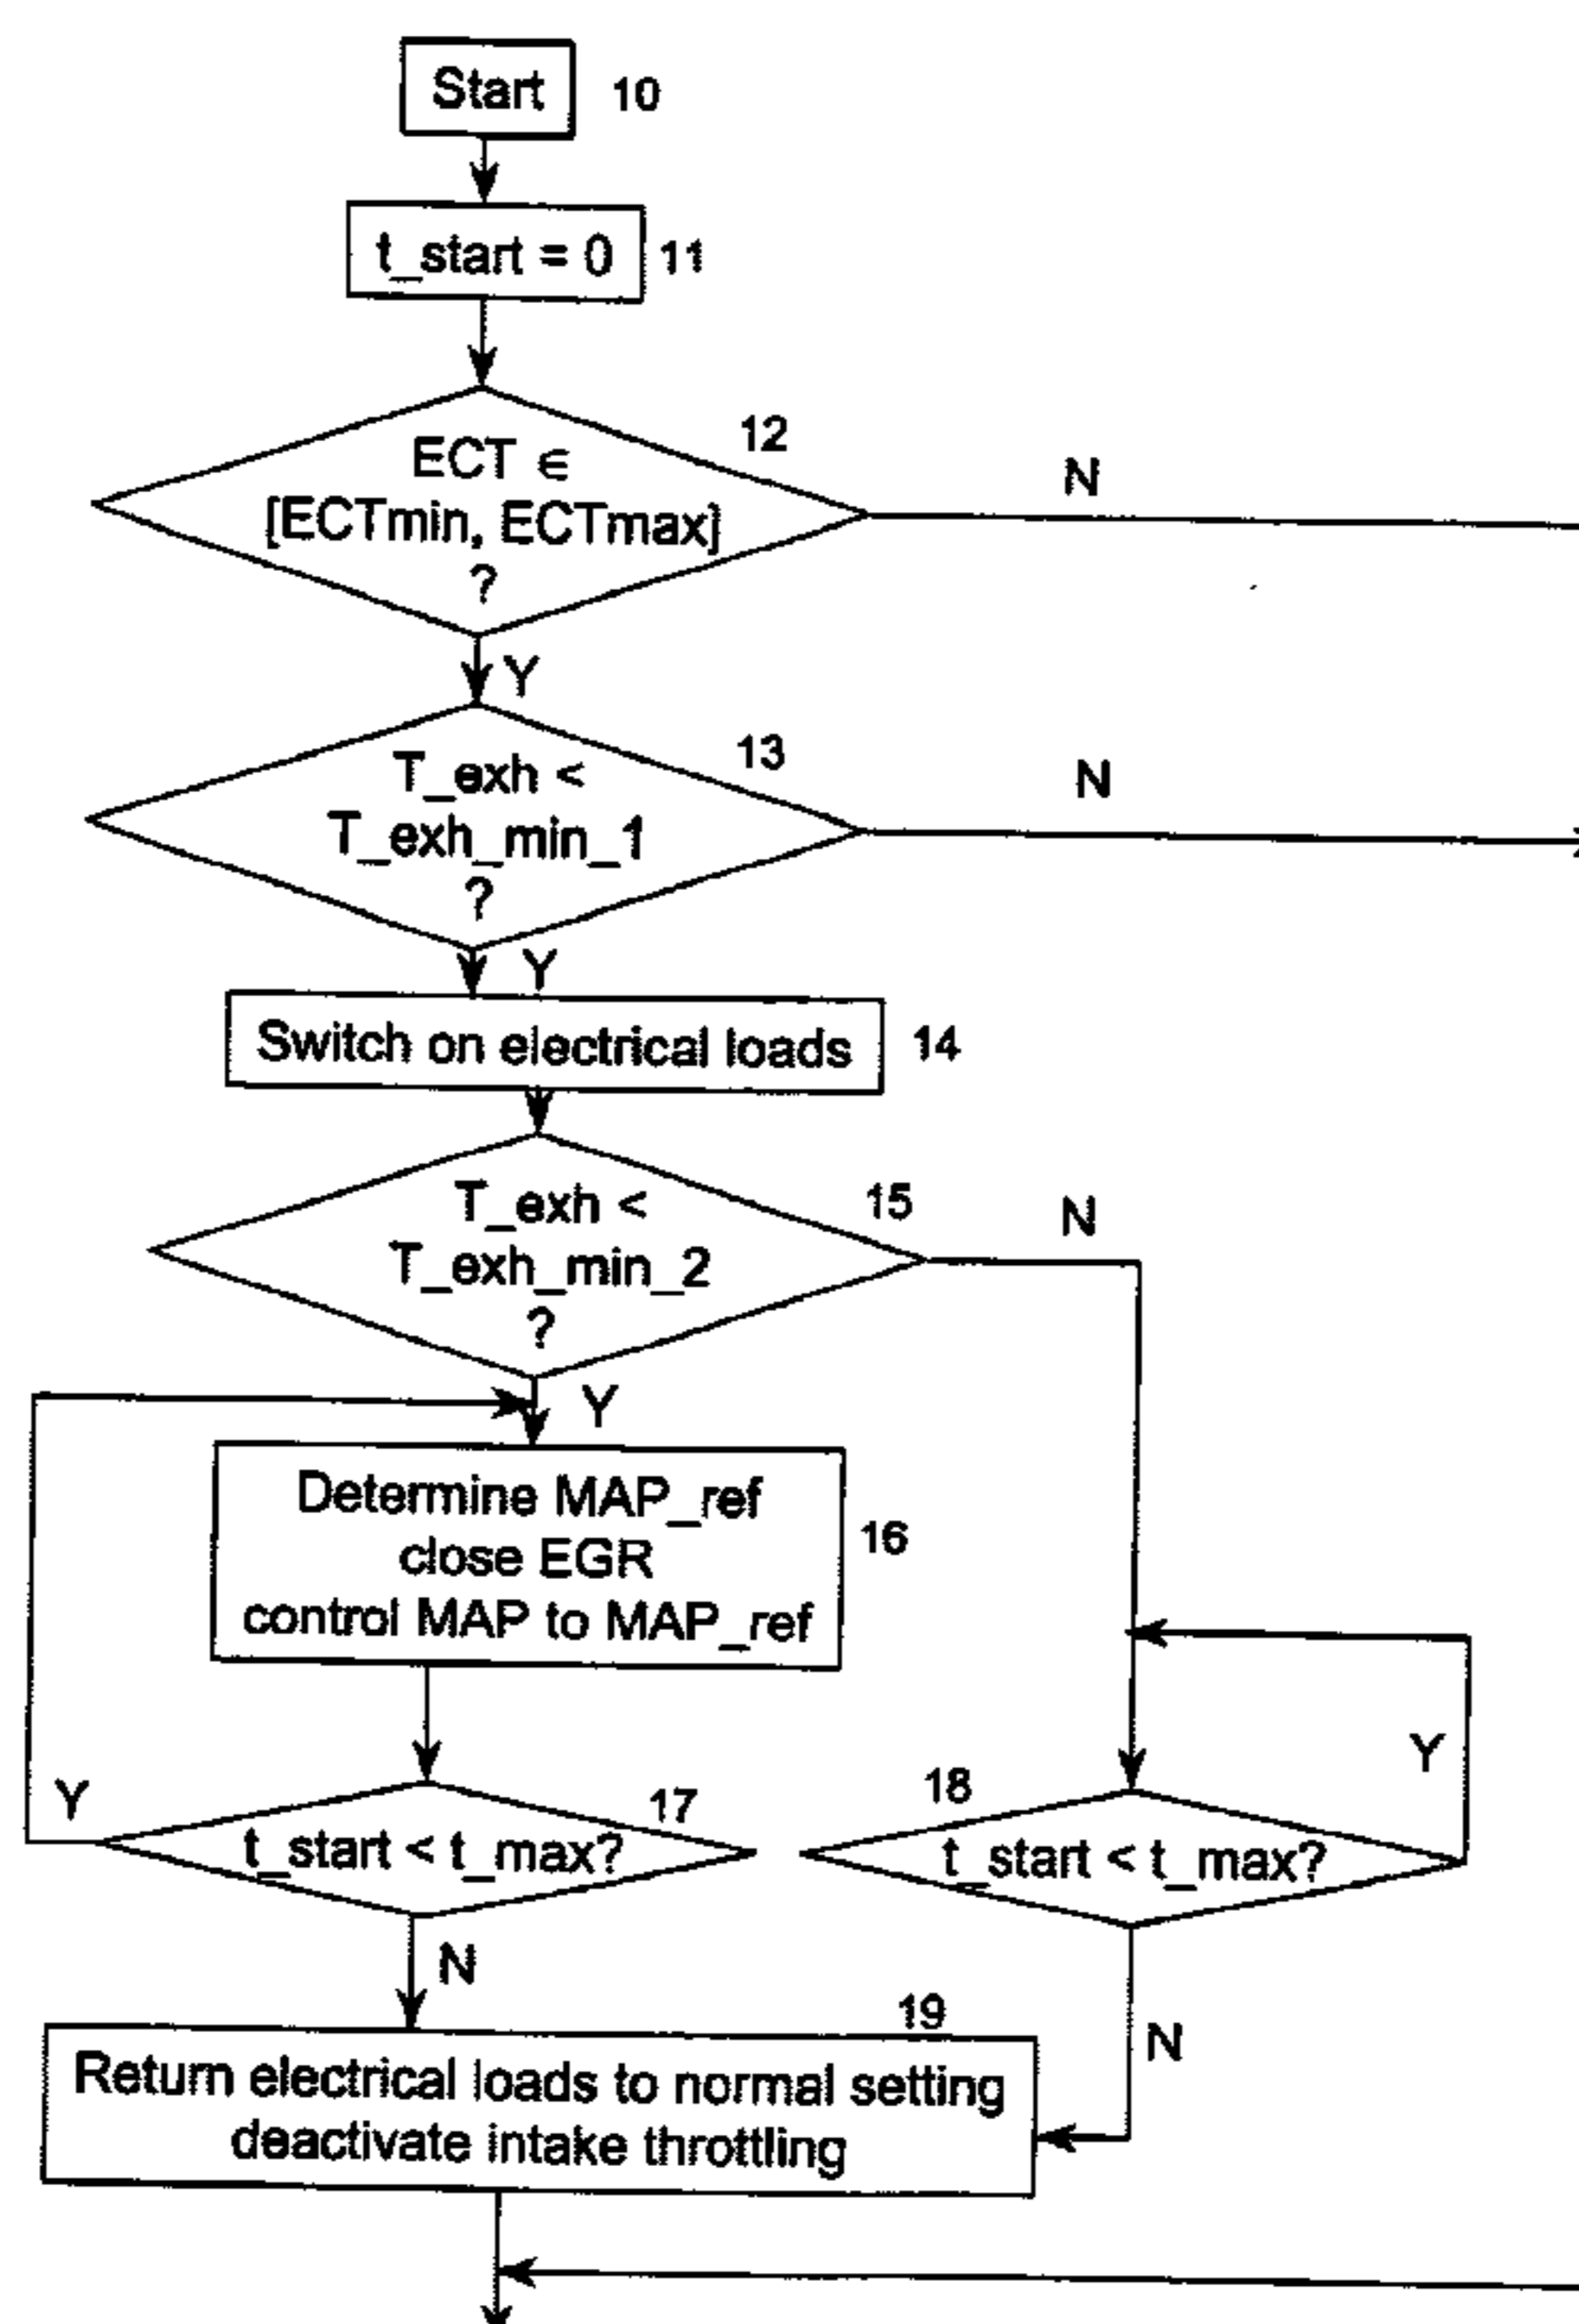 Start
10
t_start = 0
11
12
ECT ∈
[ECTmin, ECTmax]
?
N
Y
13
T_exh <
T_exh_min_1
?
N
Y
Switch on electrical loads
14
T_exh <
T_exh_min_2
?
15
N
Y
Determine MAP_ref
close EGR
control MAP to MAP_ref
16
Y
17
t_start < t_max?
18
t_start < t_max?
Y
N
N
19
Return electrical loads to normal setting
deactivate intake throttling